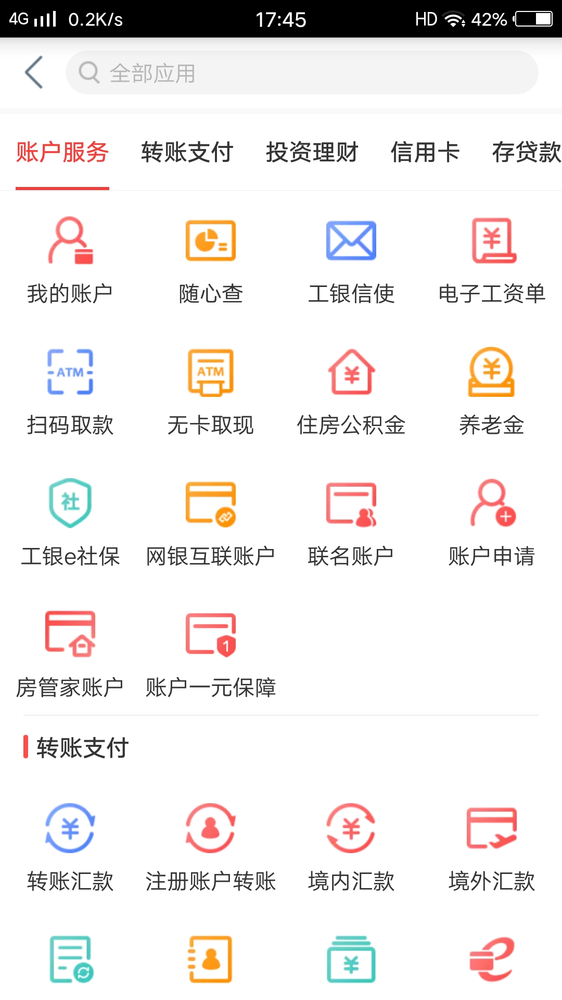 4G 0.2K/s 17:45 HD 42%
全部应用
账户服务 转账支付 投资理财 信用卡 存贷款
¥
我的账户 随心查 工银信使 电子工资单
ATM ATM ¥ ¥
扫码取款 无卡取现 住房公积金 养老金
社
工银e社保 网银互联账户 联名账户 账户申请
1
房管家账户 账户一元保障
转账支付
¥ ¥
转账汇款 注册账户转账 境内汇款 境外汇款
¥ e